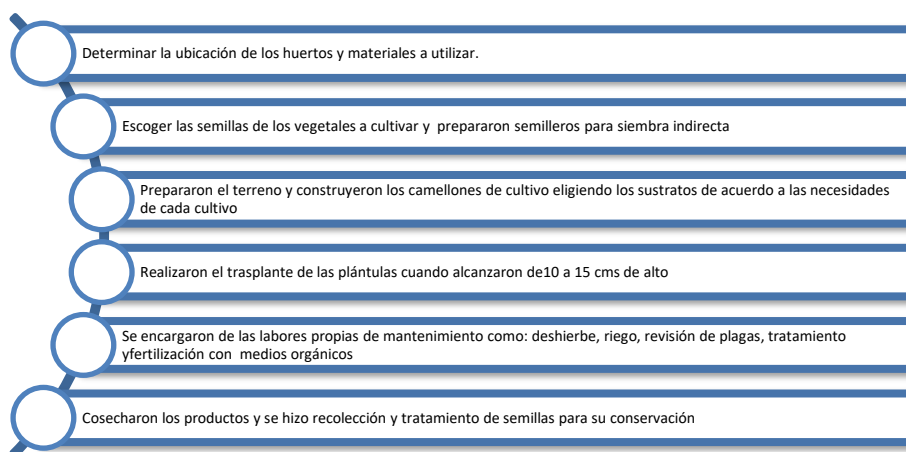 Determinar la ubicación de los huertos y materiales a utilizar.
Escoger las semillas de los vegetales a cultivar y  prepararon semilleros para siembra indirecta
Prepararon el terreno y construyeron los camellones de cultivo eligiendo los sustratos de acuerdo a las necesidades
de cada cultivo
Realizaron el trasplante de las plántulas cuando alcanzaron de10 a 15 cms de alto
Se encargaron de las labores propias de mantenimiento como: deshierbe, riego, revisión de plagas, tratamiento
yfertilización con  medios orgánicos
Cosecharon los productos y se hizo recolección y tratamiento de semillas para su conservación